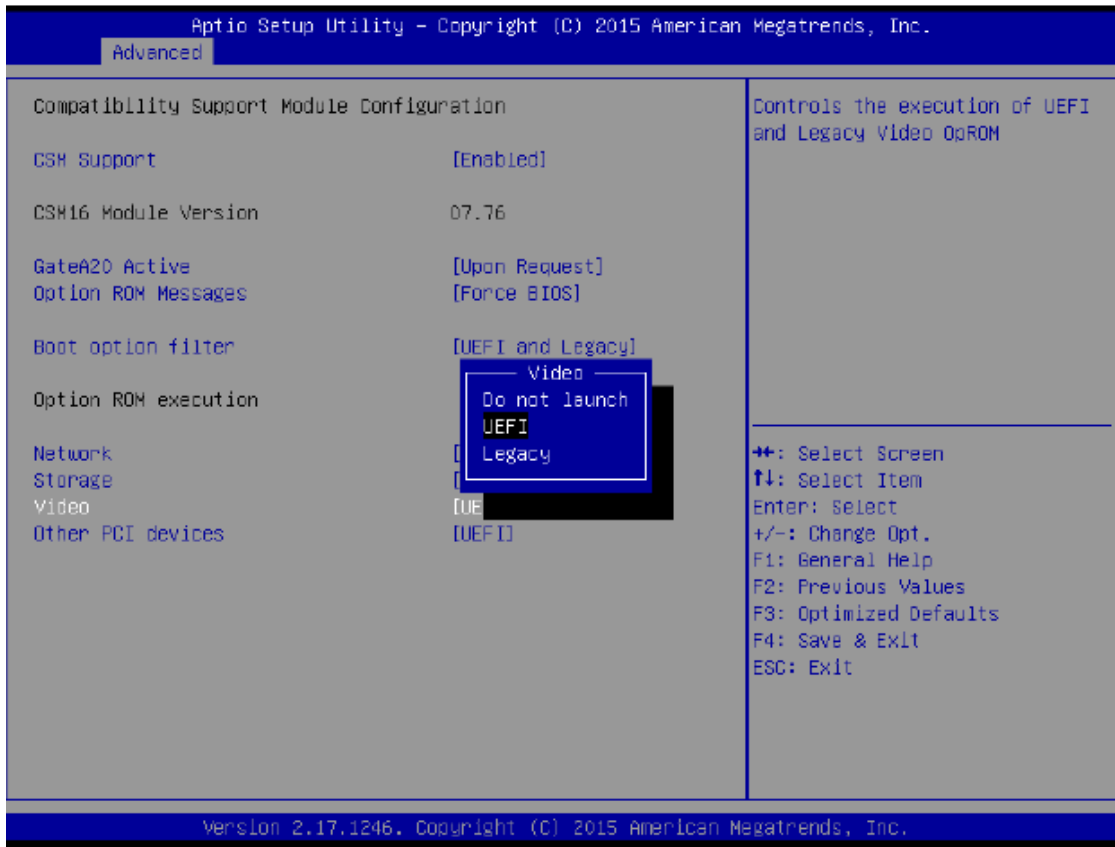 Aptio Setup Utility – Copyright (C) 2015 American Megatrends, Inc.
Advanced
Compatibility Support Module Configuration
CSM Support [Enabled]
CSM16 Module Version 07.76
GateA20 Active [Upon Request]
Option ROM Messages [Force BIOS]
Boot option filter [UEFI and Legacy]
Option ROM execution
Network [
Storage [
Video [UE
Other PCI devices [UEFI]
Video
Do not launch
UEFI
Legacy
Controls the execution of UEFI
and Legacy Video OpROM
→←: Select Screen
↑↓: Select Item
Enter: Select
+/-: Change Opt.
F1: General Help
F2: Previous Values
F3: Optimized Defaults
F4: Save & Exit
ESC: Exit
Version 2.17.1246. Copyright (C) 2015 American Megatrends, Inc.